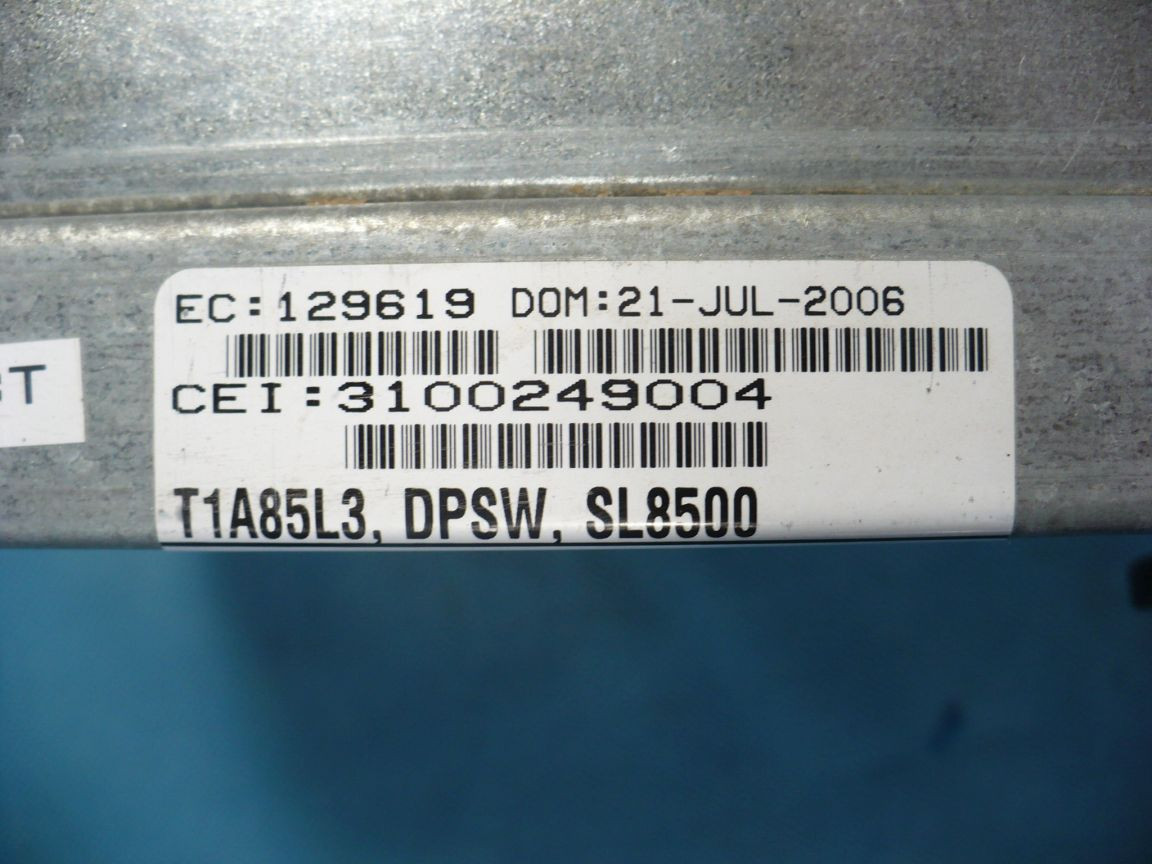 EC:129619 DOM:21-JUL-2006
CEI:3100249004
T1A85L3, DPSW, SL8500